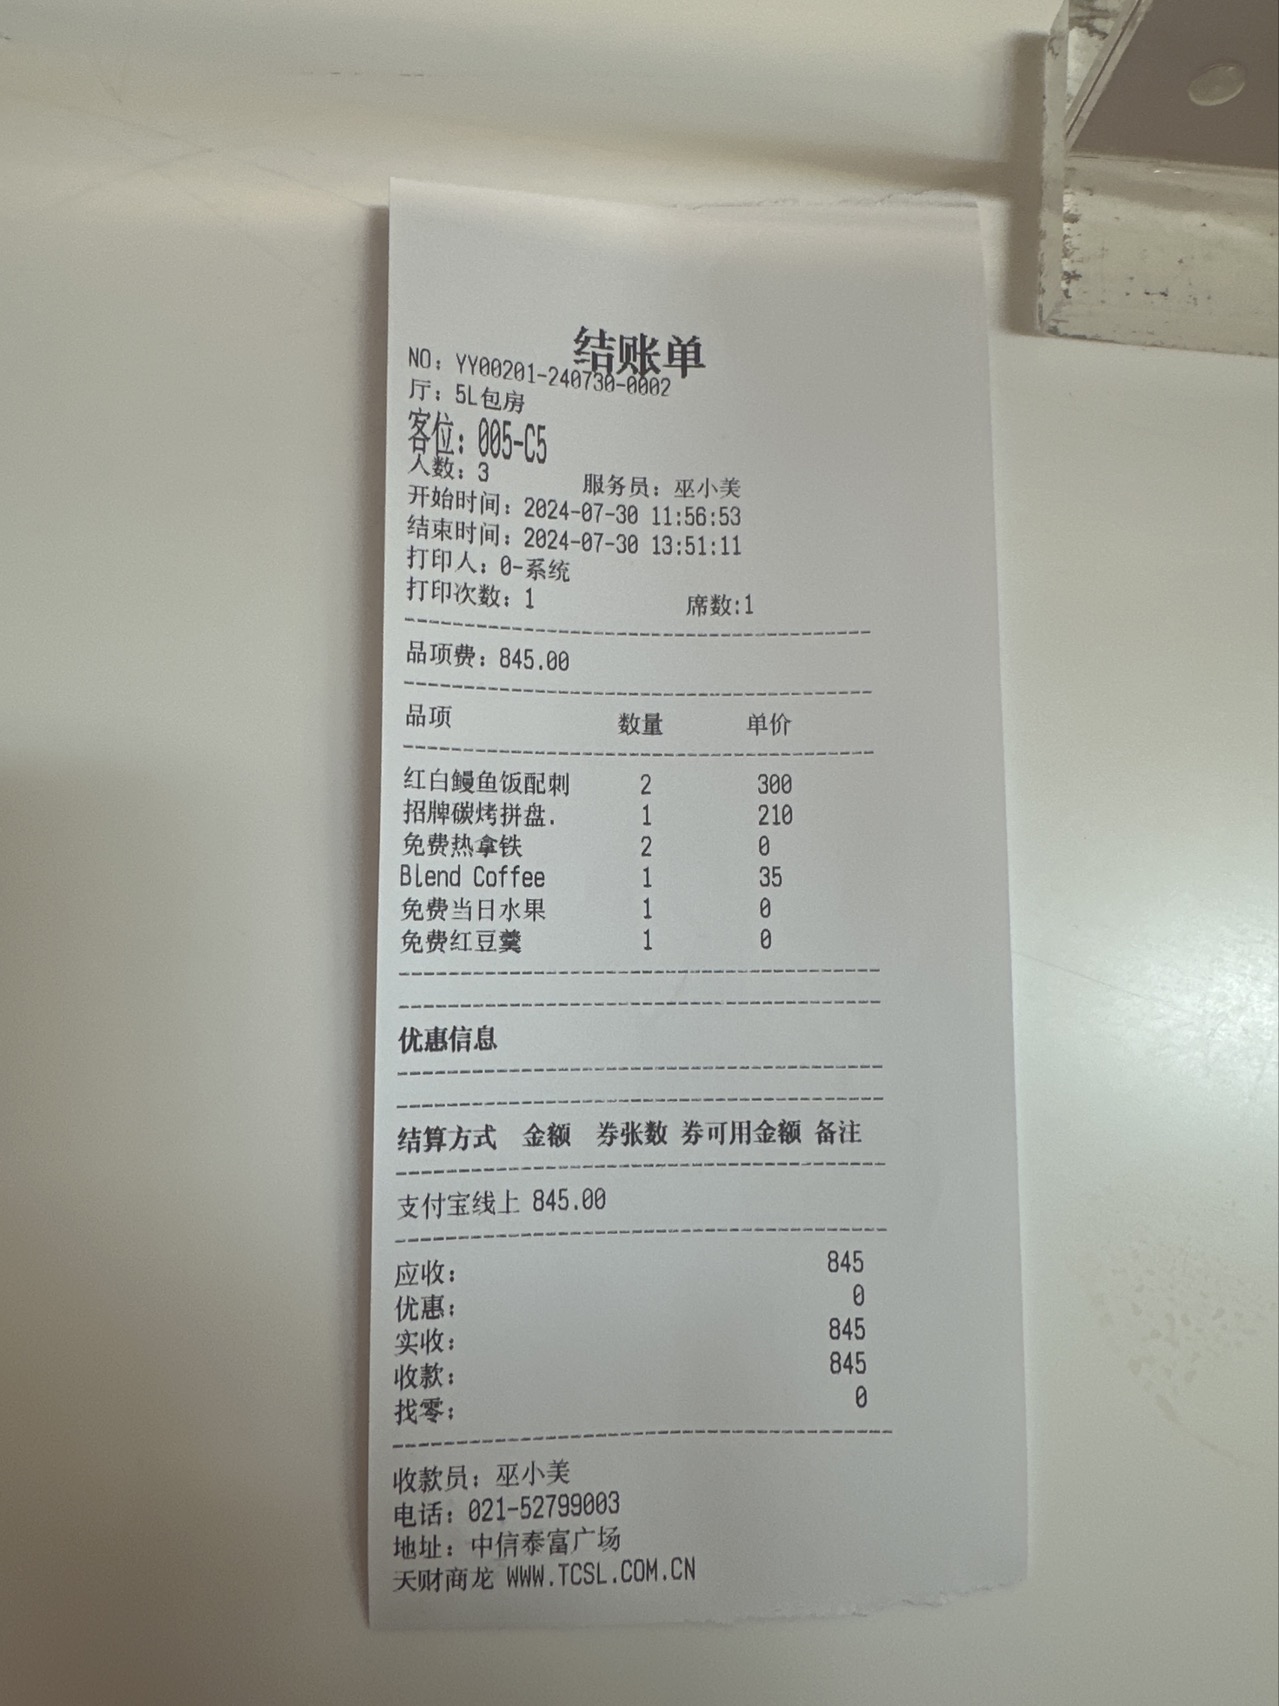 结账单
NO：YY00201-240730-0002
厅：5L包房
客位：005-C5
人数：3 服务员：巫小美
开始时间：2024-07-30 11:56:53
结束时间：2024-07-30 13:51:11
打印人：0-系统
打印次数：1 席数:1
品项费：845.00
品项 数量 单价
红白鳗鱼饭配刺 2 300
招牌碳烤拼盘. 1 210
免费热拿铁 2 0
Blend Coffee 1 35
免费当日水果 1 0
免费红豆羹 1 0
优惠信息
结算方式 金额 券张数 券可用金额 备注
支付宝线上 845.00
应收： 845
优惠： 0
实收： 845
收款： 845
找零： 0
收款员：巫小美
电话：021-52799003
地址：中信泰富广场
天财商龙 WWW.TCSL.COM.CN